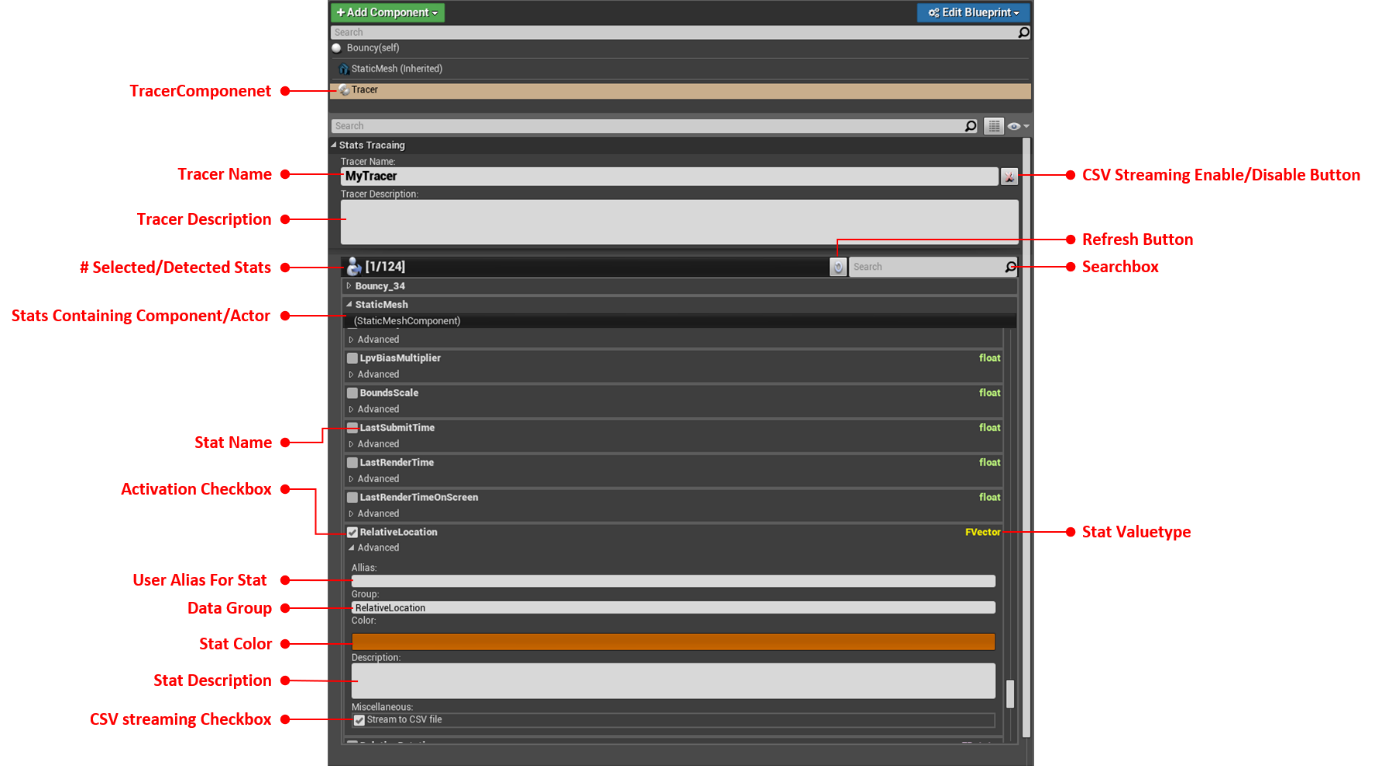 +Add Component
Edit Blueprint
Search
Bouncy(self)
StaticMesh (Inherited)
TracerComponenet
Tracer
Search
Stats Tracaing
Tracer Name:
Tracer Name
MyTracer
CSV Streaming Enable/Disable Button
Tracer Description:
Tracer Description
Refresh Button
# Selected/Detected Stats
[1/124]
Search
Searchbox
Bouncy_34
StaticMesh
Stats Containing Component/Actor
(StaticMeshComponent)
Advanced
LpvBiasMultiplier float
Advanced
BoundsScale float
Advanced
LastSubmitTime float
Stat Name
Advanced
LastRenderTime float
Advanced
Activation Checkbox
LastRenderTimeOnScreen float
Advanced
RelativeLocation FVector
Stat Valuetype
Advanced
Allias:
User Alias For Stat
Group:
Data Group
RelativeLocation
Color:
Stat Color
Description:
Stat Description
Miscellaneous:
CSV streaming Checkbox
Stream to CSV file